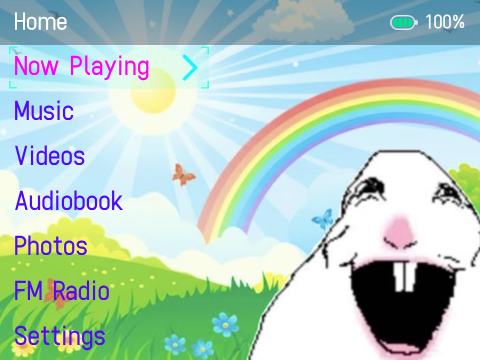 Home
100%
Now Playing
Music
Videos
Audiobook
Photos
FM Radio
Settings